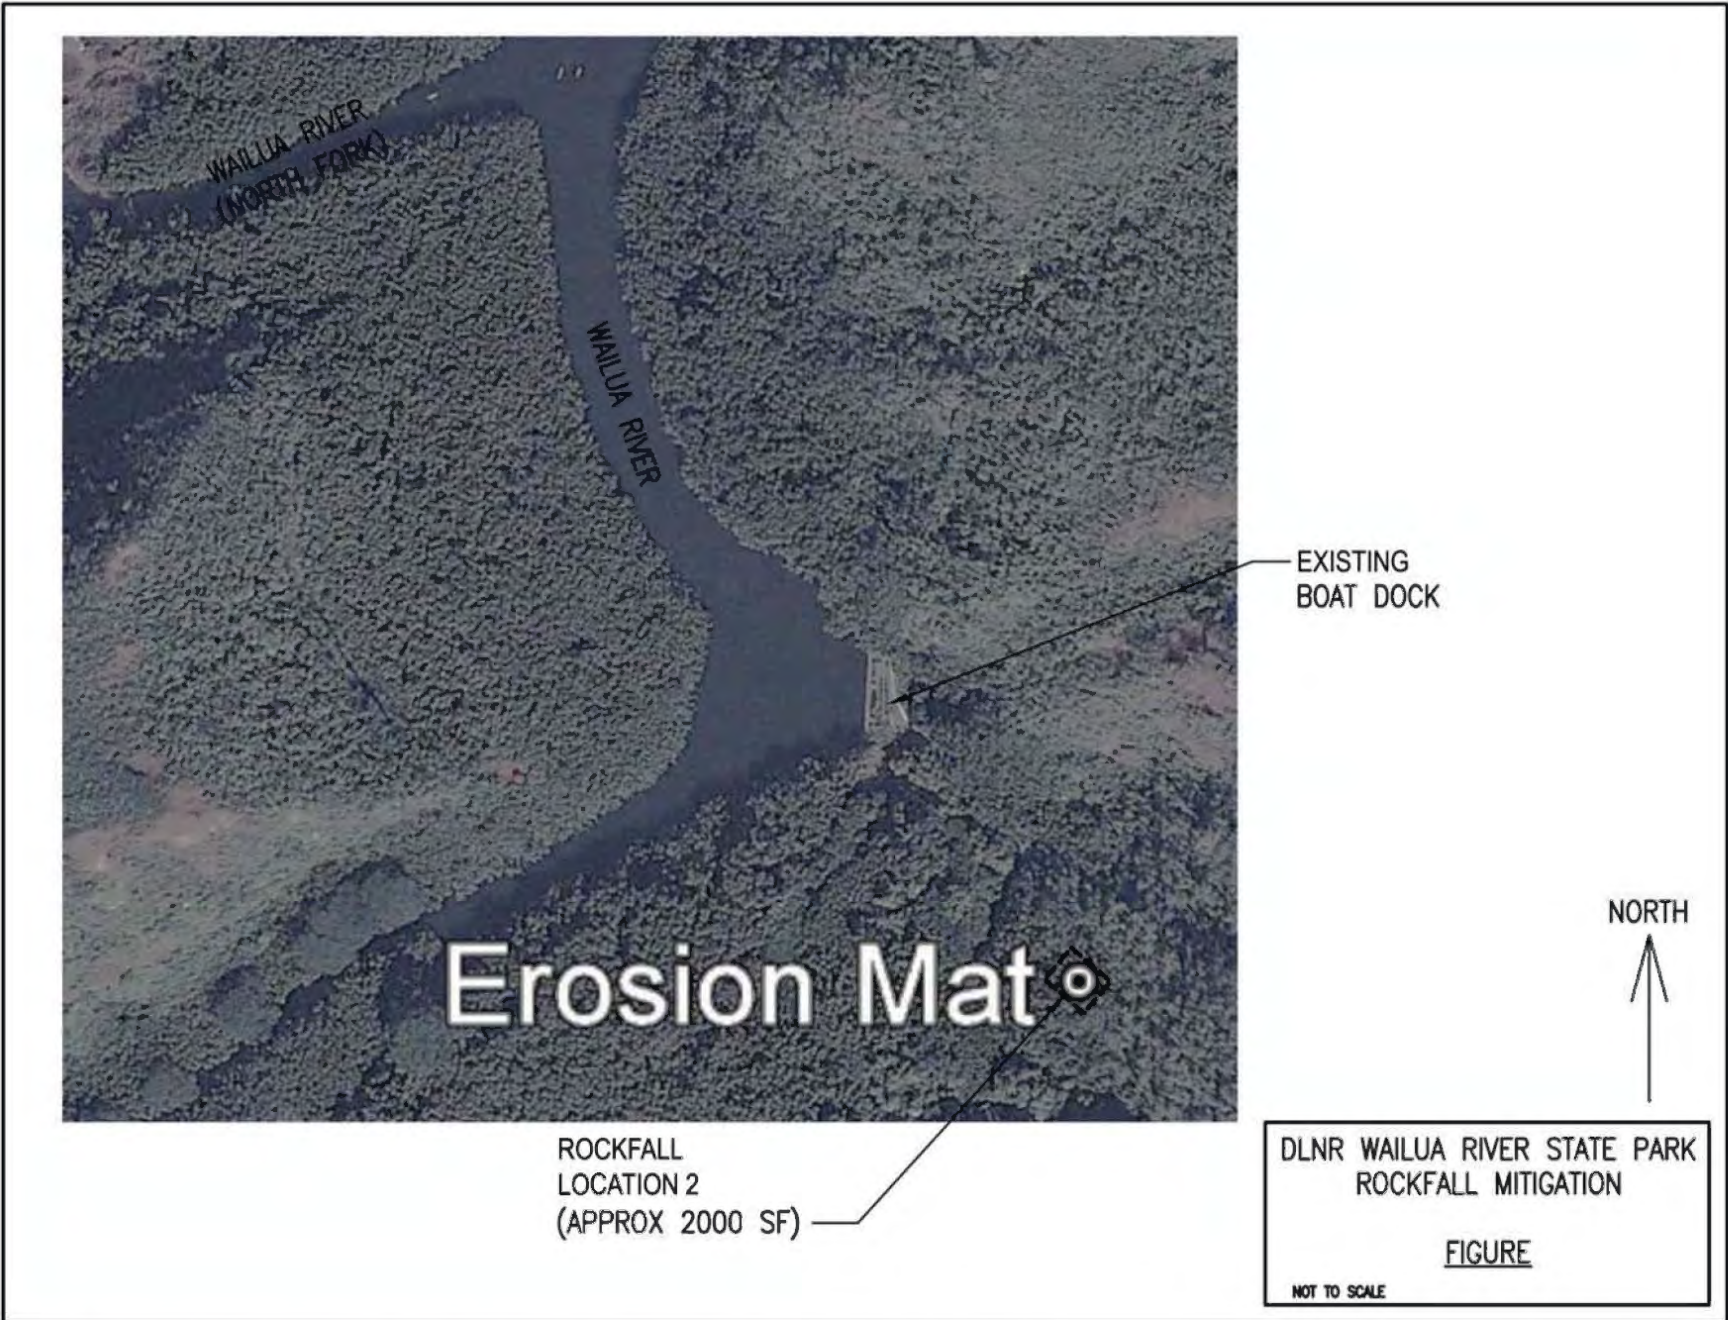 WAILUA RIVER
(NORTH FORK)
WAILUA RIVER
EXISTING
BOAT DOCK
Erosion Mat
NORTH
ROCKFALL
LOCATION 2
(APPROX 2000 SF)
DLNR WAILUA RIVER STATE PARK
ROCKFALL MITIGATION
FIGURE
NOT TO SCALE